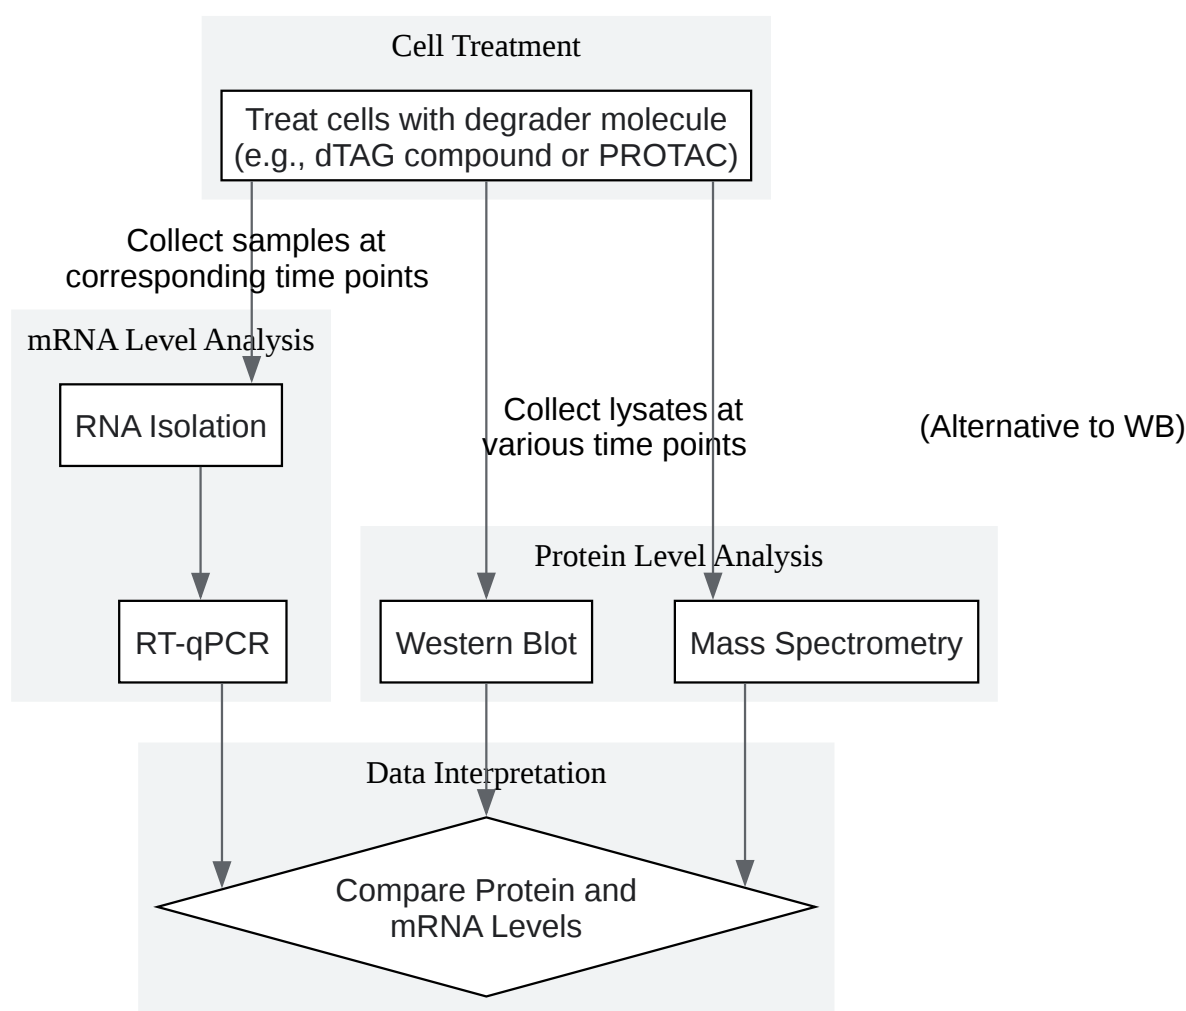 Cell Treatment
Treat cells with degrader molecule
(e.g., dTAG compound or PROTAC)
Collect samples at
corresponding time points
mRNA Level Analysis
RNA Isolation
Collect lysates at
various time points
(Alternative to WB)
Protein Level Analysis
RT-qPCR
Western Blot
Mass Spectrometry
Data Interpretation
Compare Protein and
mRNA Levels